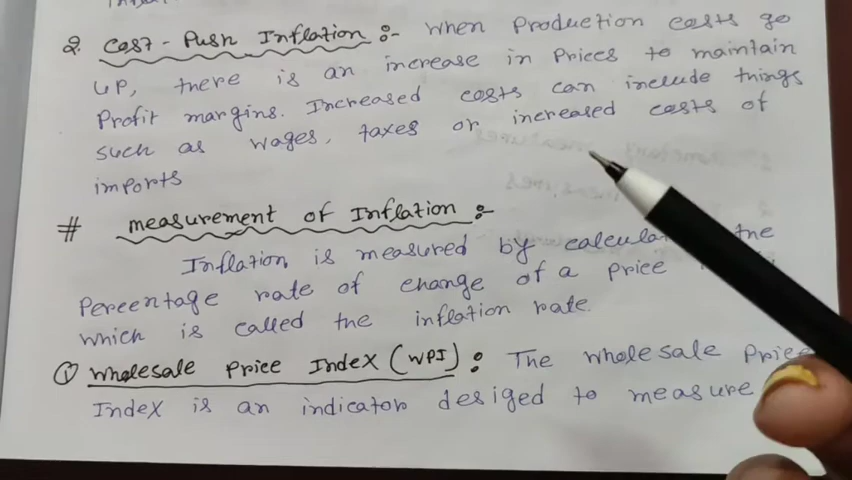 2. Cost-Push Inflation :- When Production costs go
up, there is an increase in Prices to maintain
Profit margins. Increased costs can include things
such as wages, taxes or increased costs of
imports
# measurement of Inflation :-
Inflation is measured by calcula the
Percentage rate of change of a price
which is called the inflation rate.
① Wholesale Price Index (WPI) : The wholesale Price
Index is an indicator desiged to measure